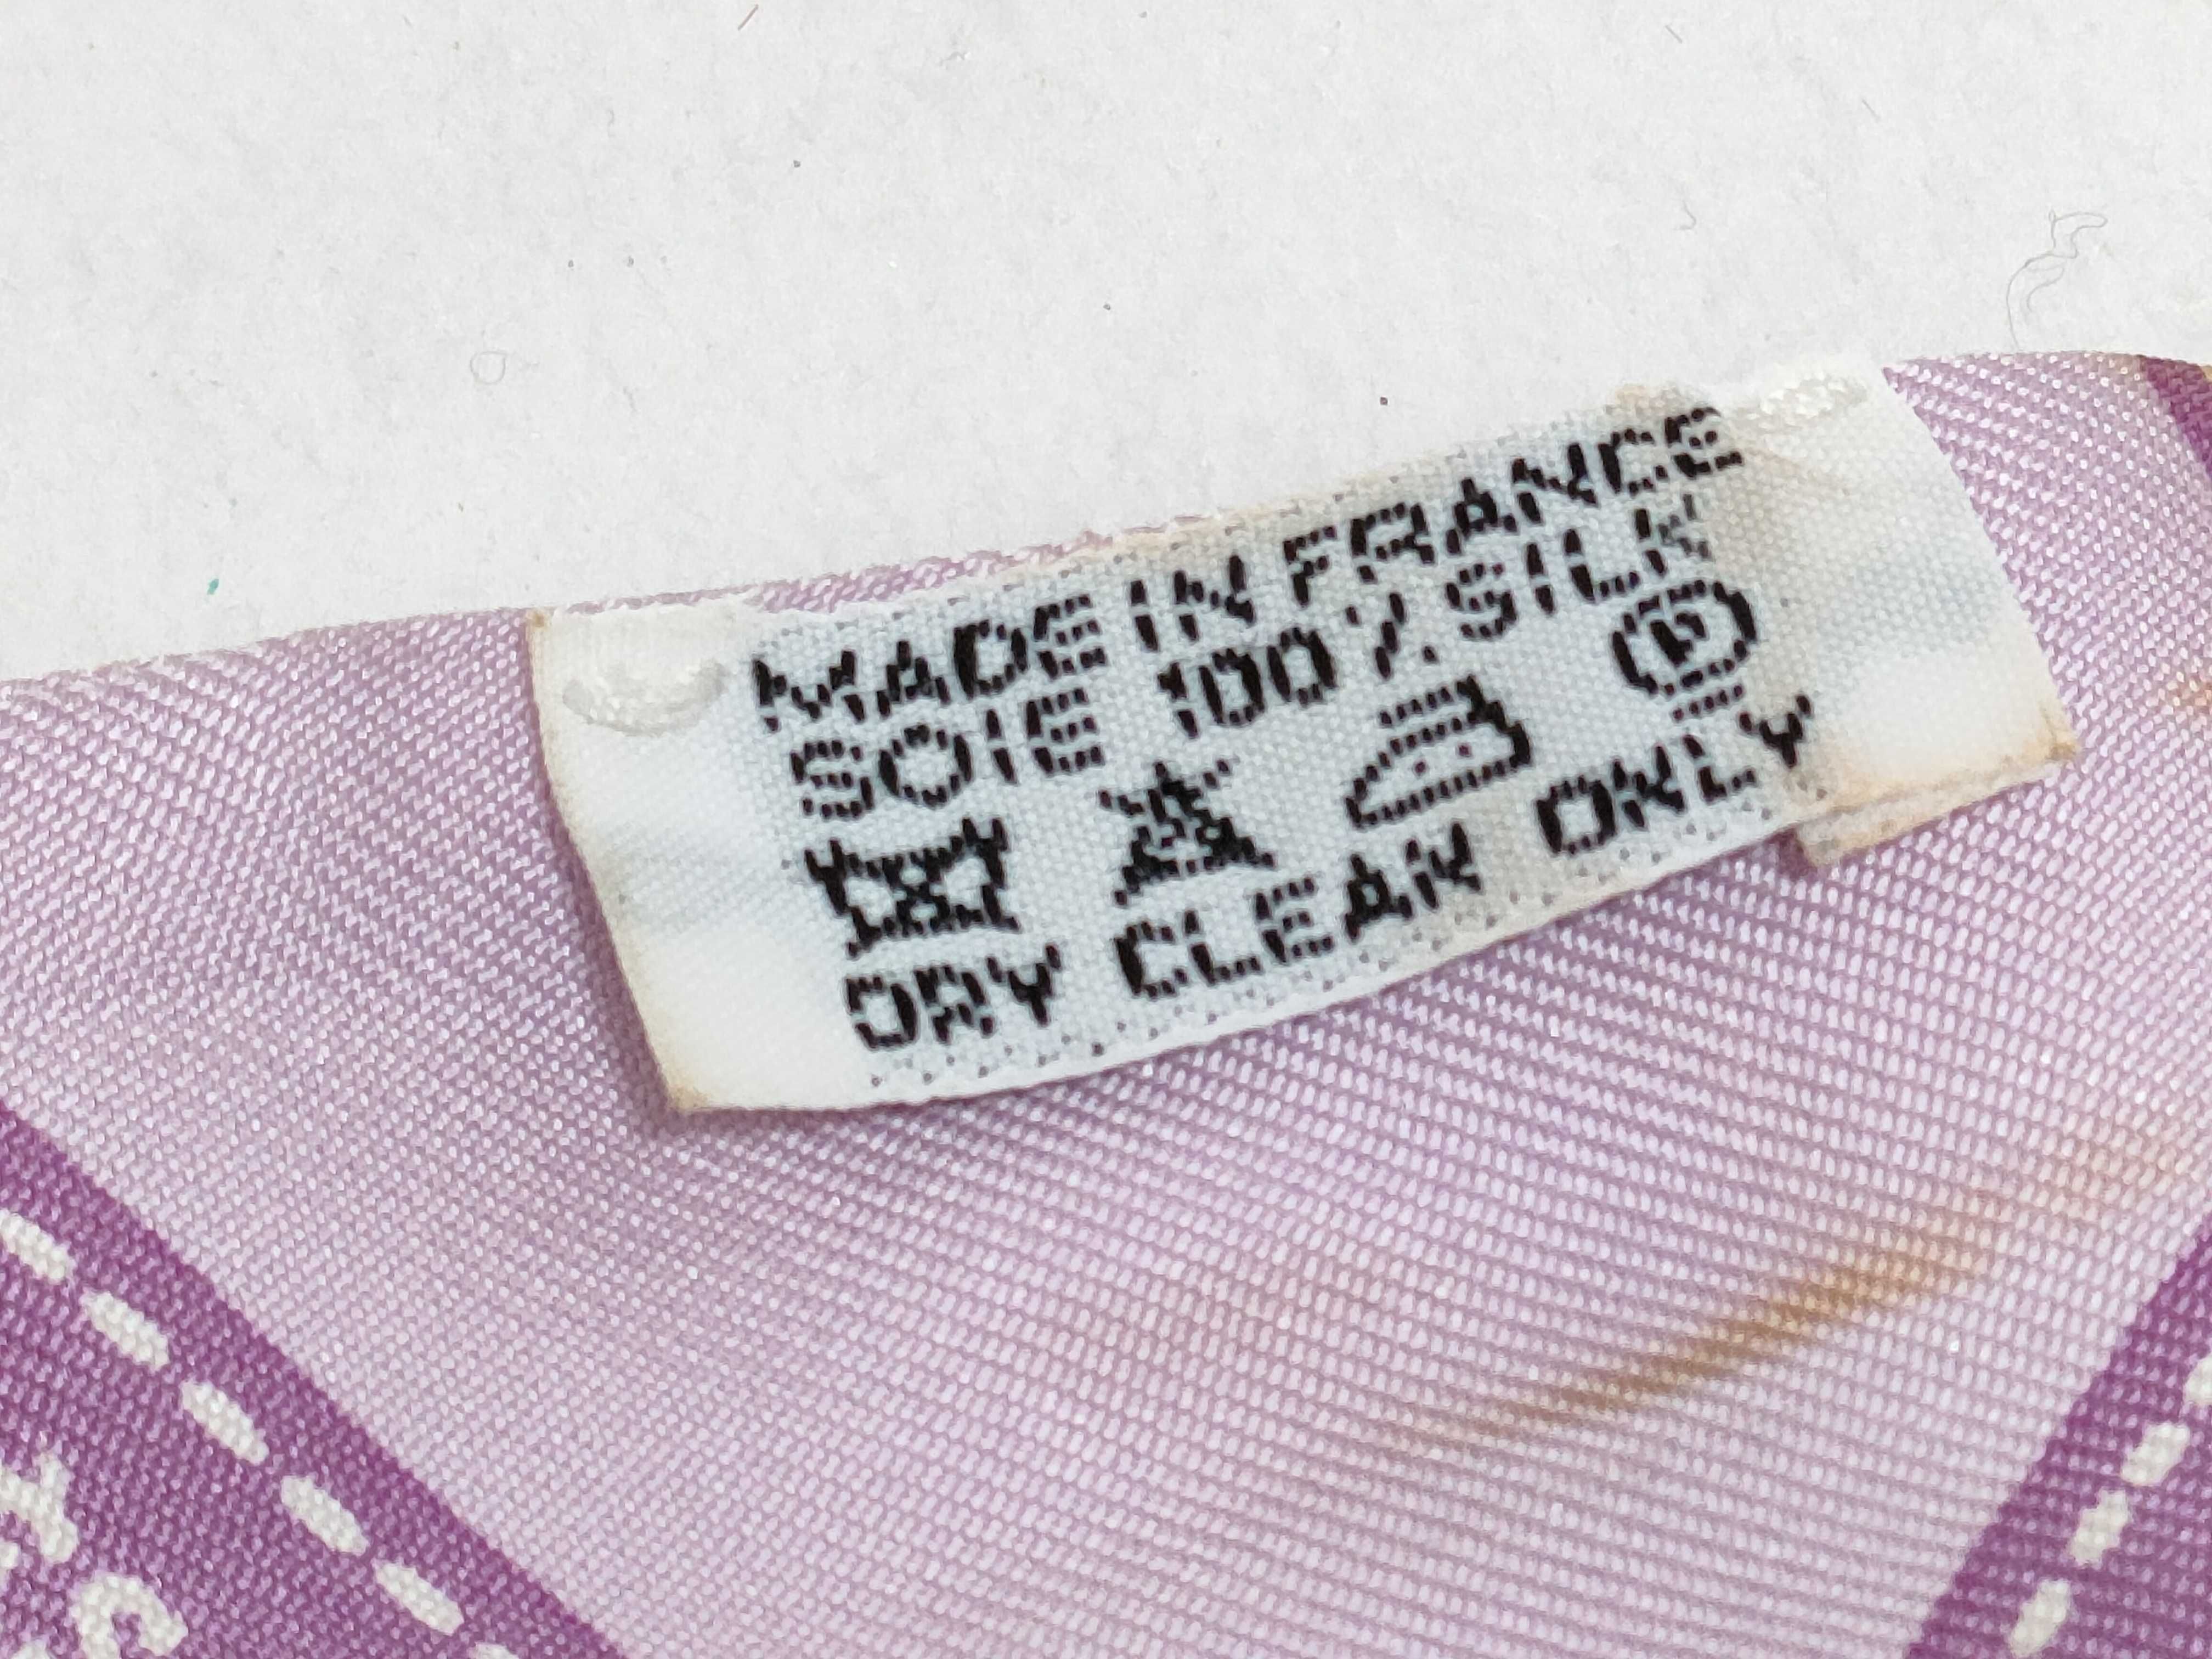 MADE IN FRANCE
SOIE 100% SILK
P
DRY CLEAN ONLY